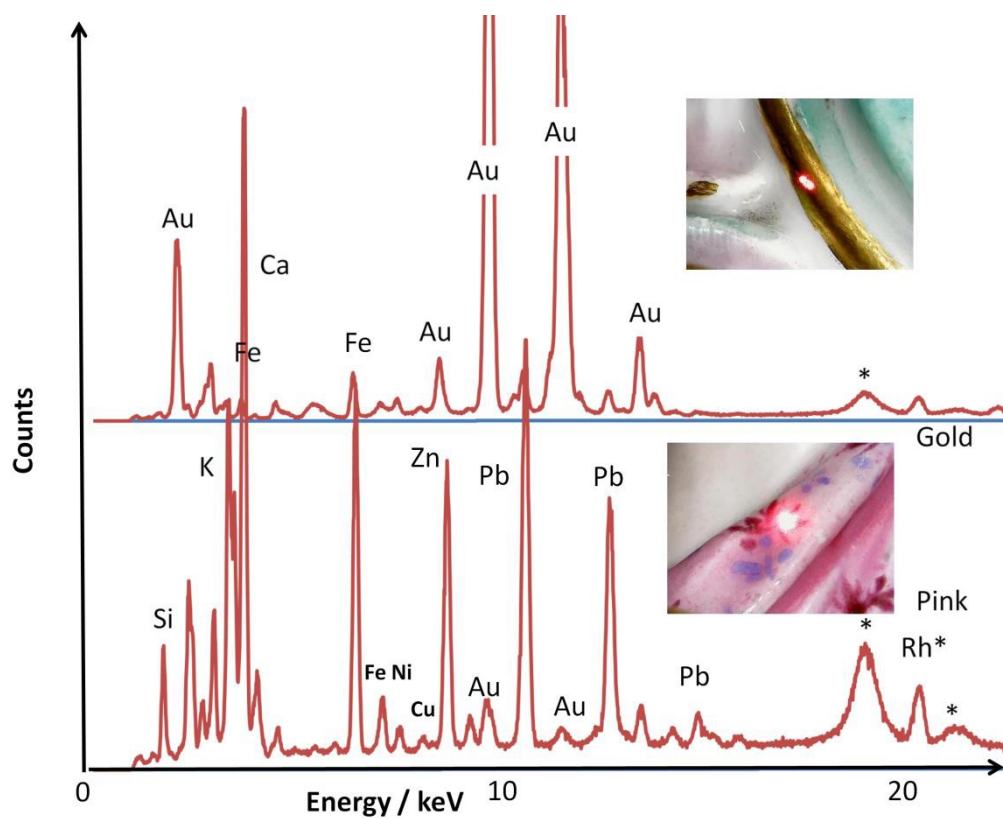 Au
Au
Au
Ca
Au
Au
*
Fe
Fe
Gold
Counts
K
Zn
Pb
Pb
Si
Pink
*
Rh*
Fe Ni
Au
Pb
Cu
Au
*
0
10
20
Energy / keV